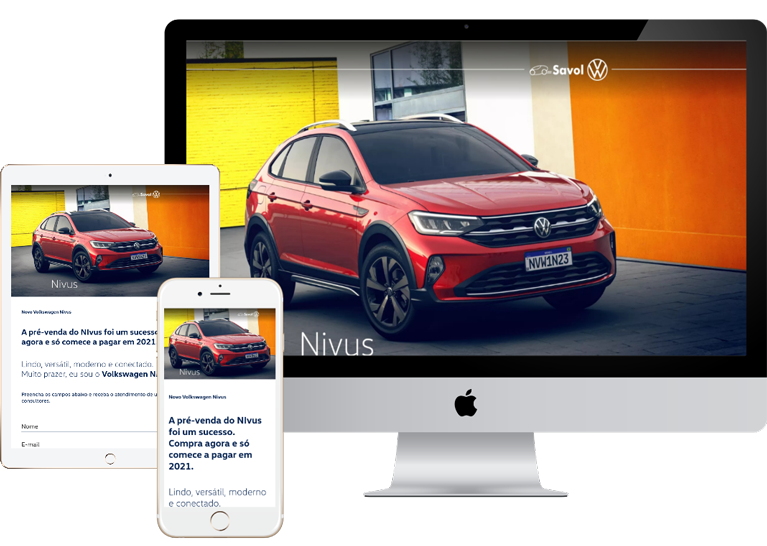 Savol
NVW1N23
Nivus
Savol
Nivus
Novo Volkswagen Nivus
A pré-venda do NIvus foi um sucesso
agora e só comece a pagar em 2021
Lindo, versátil, moderno e conectado.
Muito prazer, eu sou o Volkswagen N
Preencha os campos abaixo e receba o atendimento de u
consultores.
Nome
E-mail
Nivus
Novo Volkswagen Nivus
A pré-venda do NIvus
foi um sucesso.
Compra agora e só
comece a pagar em
2021.
Lindo, versátil, moderno
e conectado.